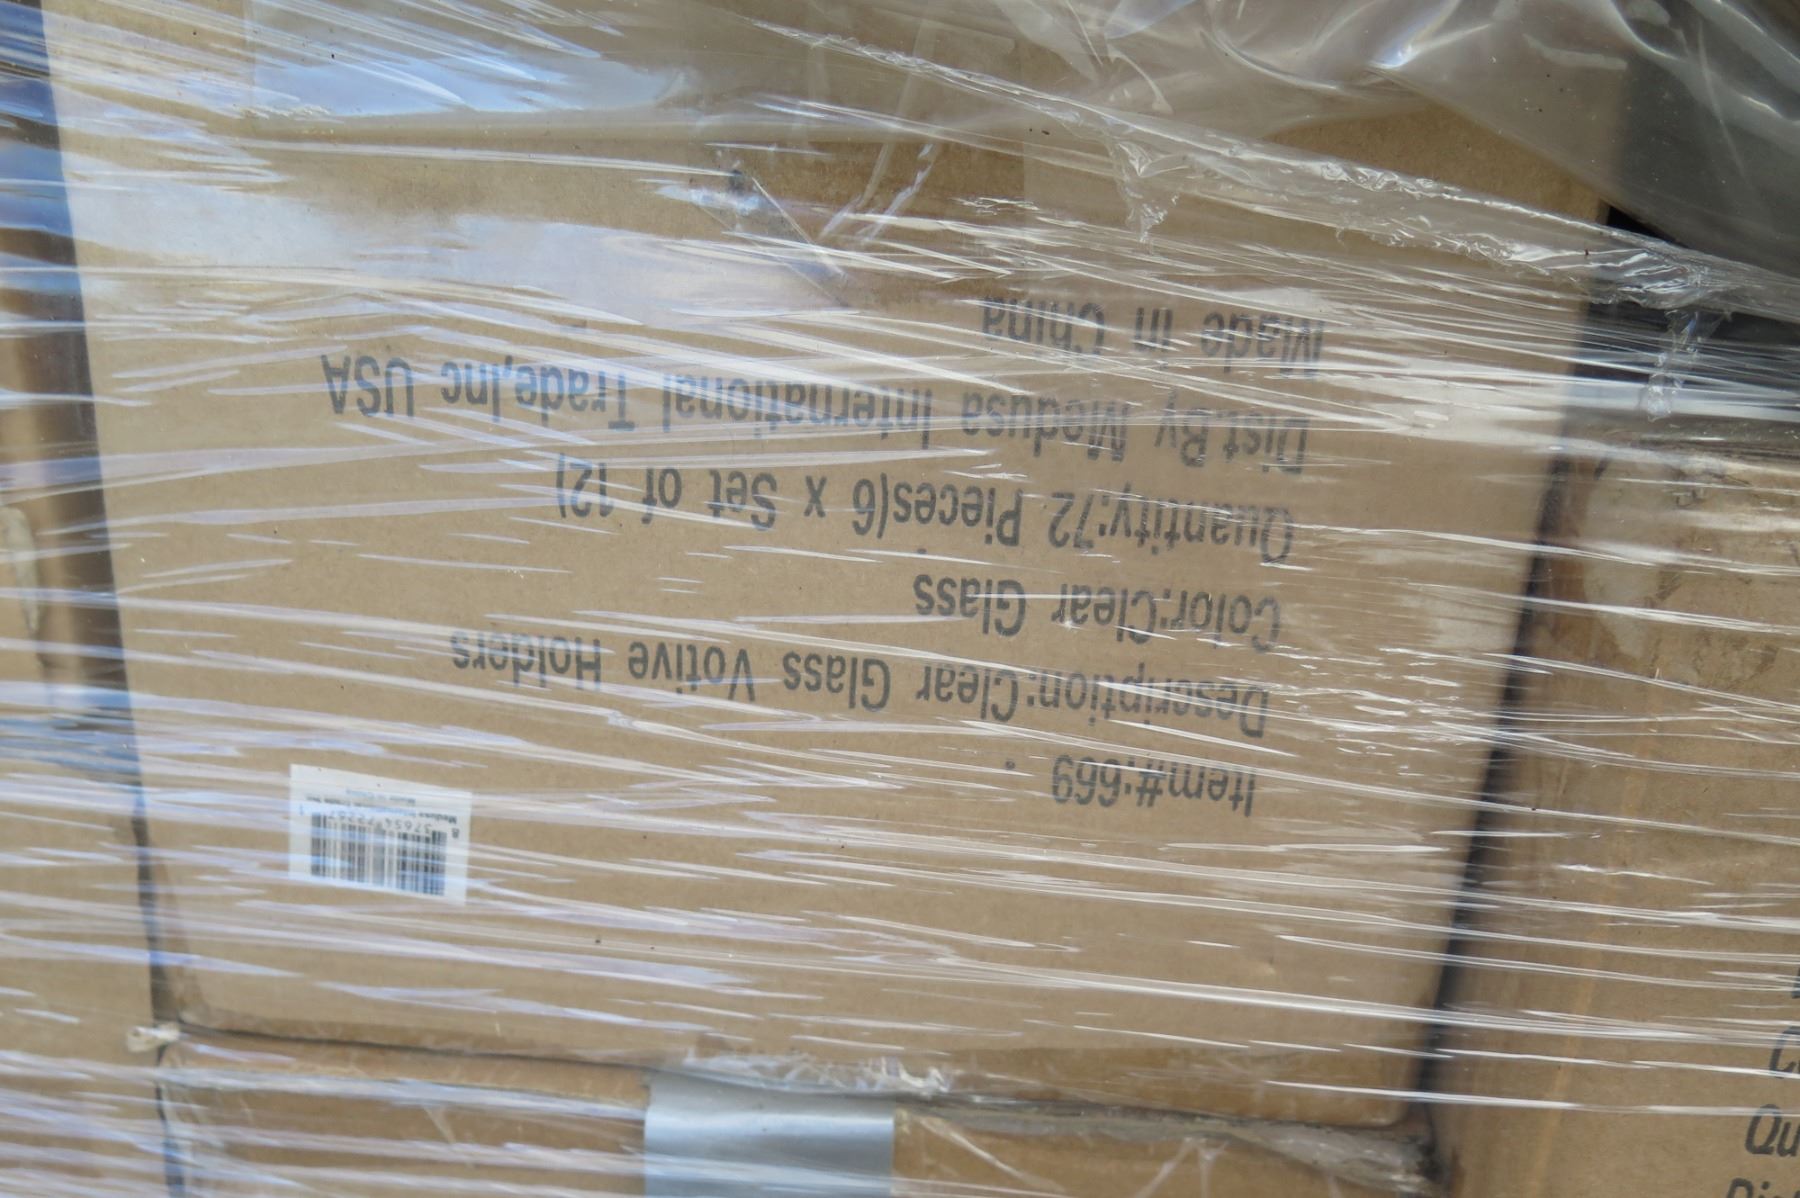 Item#:669
Description:Clear Glass Votive Holders
Color:Clear Glass
Quantity:72 Pieces(6 x Set of 12)
Dist.By Medusa International Trade,Inc USA
Made in China
Qu